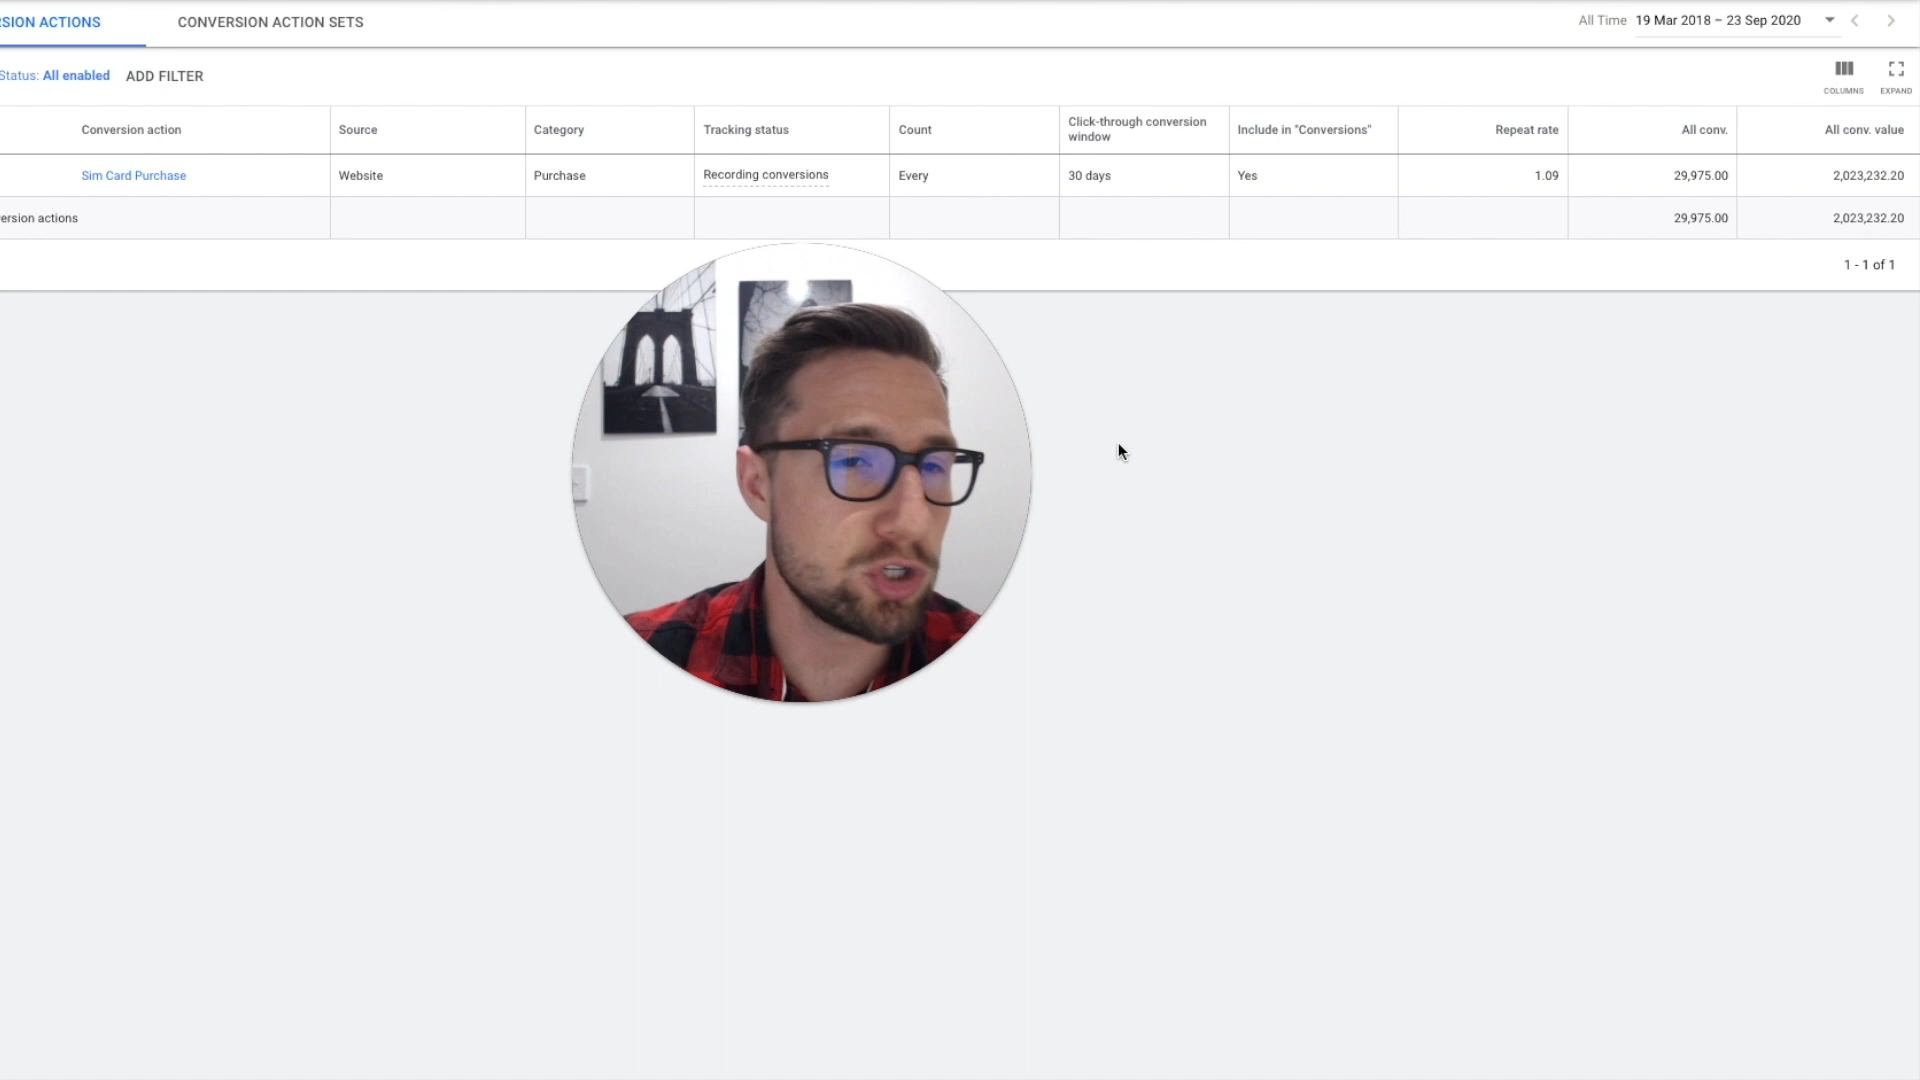 RSION ACTIONS CONVERSION ACTION SETS All Time 19 Mar 2018 – 23 Sep 2020
Status: All enabled ADD FILTER
COLUMNS EXPAND
Conversion action Source Category Tracking status Count Click-through conversion window Include in "Conversions" Repeat rate All conv. All conv. value
Sim Card Purchase Website Purchase Recording conversions Every 30 days Yes 1.09 29,975.00 2,023,232.20
ersion actions 29,975.00 2,023,232.20
1 - 1 of 1